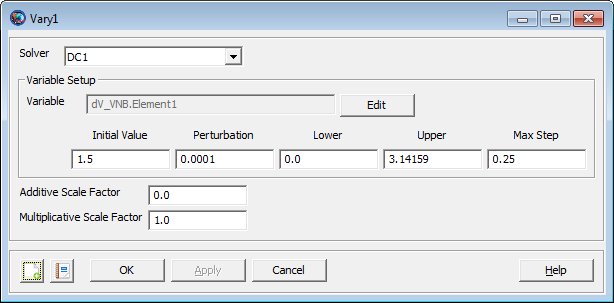 Vary1
Solver DC1
Variable Setup
Variable dV_VNB.Element1 Edit
Initial Value Perturbation Lower Upper Max Step
1.5 0.0001 0.0 3.14159 0.25
Additive Scale Factor 0.0
Multiplicative Scale Factor 1.0
OK Apply Cancel Help